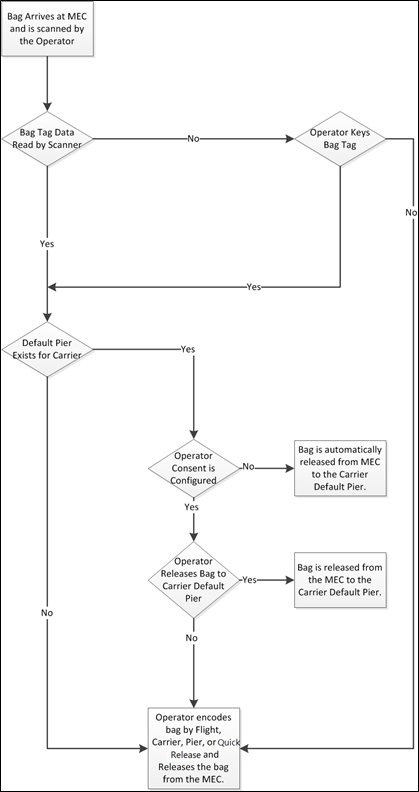 Bag Arrives at MEC
and is scanned by
the Operator
Bag Tag Data
Read by Scanner
No
Operator Keys
Bag Tag
No
Yes
Yes
Default Pier
Exists for Carrier
Yes
Operator
Consent is
Configured
No
Bag is automatically
released from MEC
to the Carrier
Default Pier.
Yes
Operator
Releases Bag to
Carrier Default
Pier
Yes
Bag is released from
the MEC to the
Carrier Default Pier.
No
No
Operator encodes
bag by Flight,
Carrier, Pier, or Quick
Release and
Releases the bag
from the MEC.